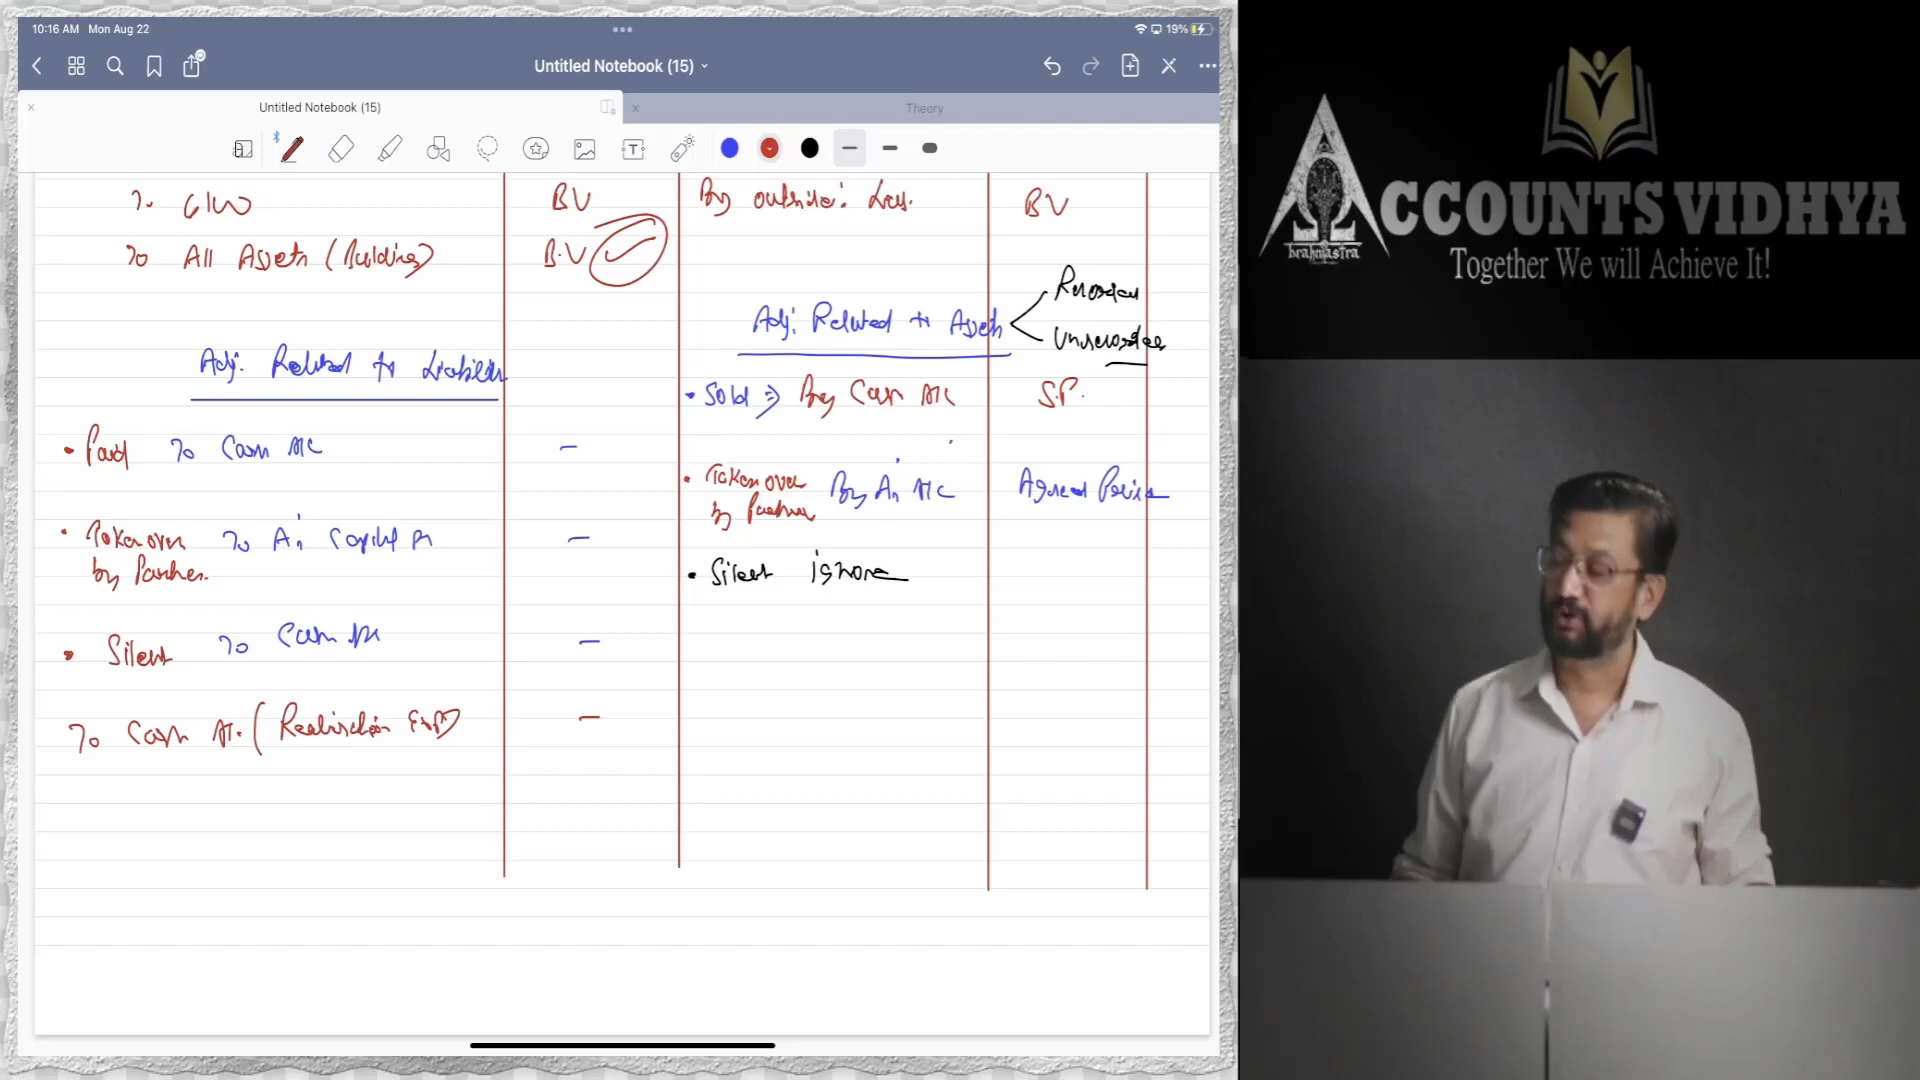 10:16 AM Mon Aug 22
19%
Untitled Notebook (15)
Untitled Notebook (15)
Theory
To G/W BV By outside: Las. BV
To All Assets (Building) B.V
Adj. Related to Assets
Recorded
Unrecorded
Adj. Related to Liabilities
• Sold ⇒ By Cash A/c S.P.
• Paid To Cash A/c –
• Taken over by Partner By A's A/c Agreed Price
• Taken over by Partner. To A's Capital A/c –
• Silent ignore
• Silent To Cash A/c –
To Cash A/c. (Realisation Exp) –
ACCOUNTS VIDHYA
brahmastra
Together We will Achieve It!